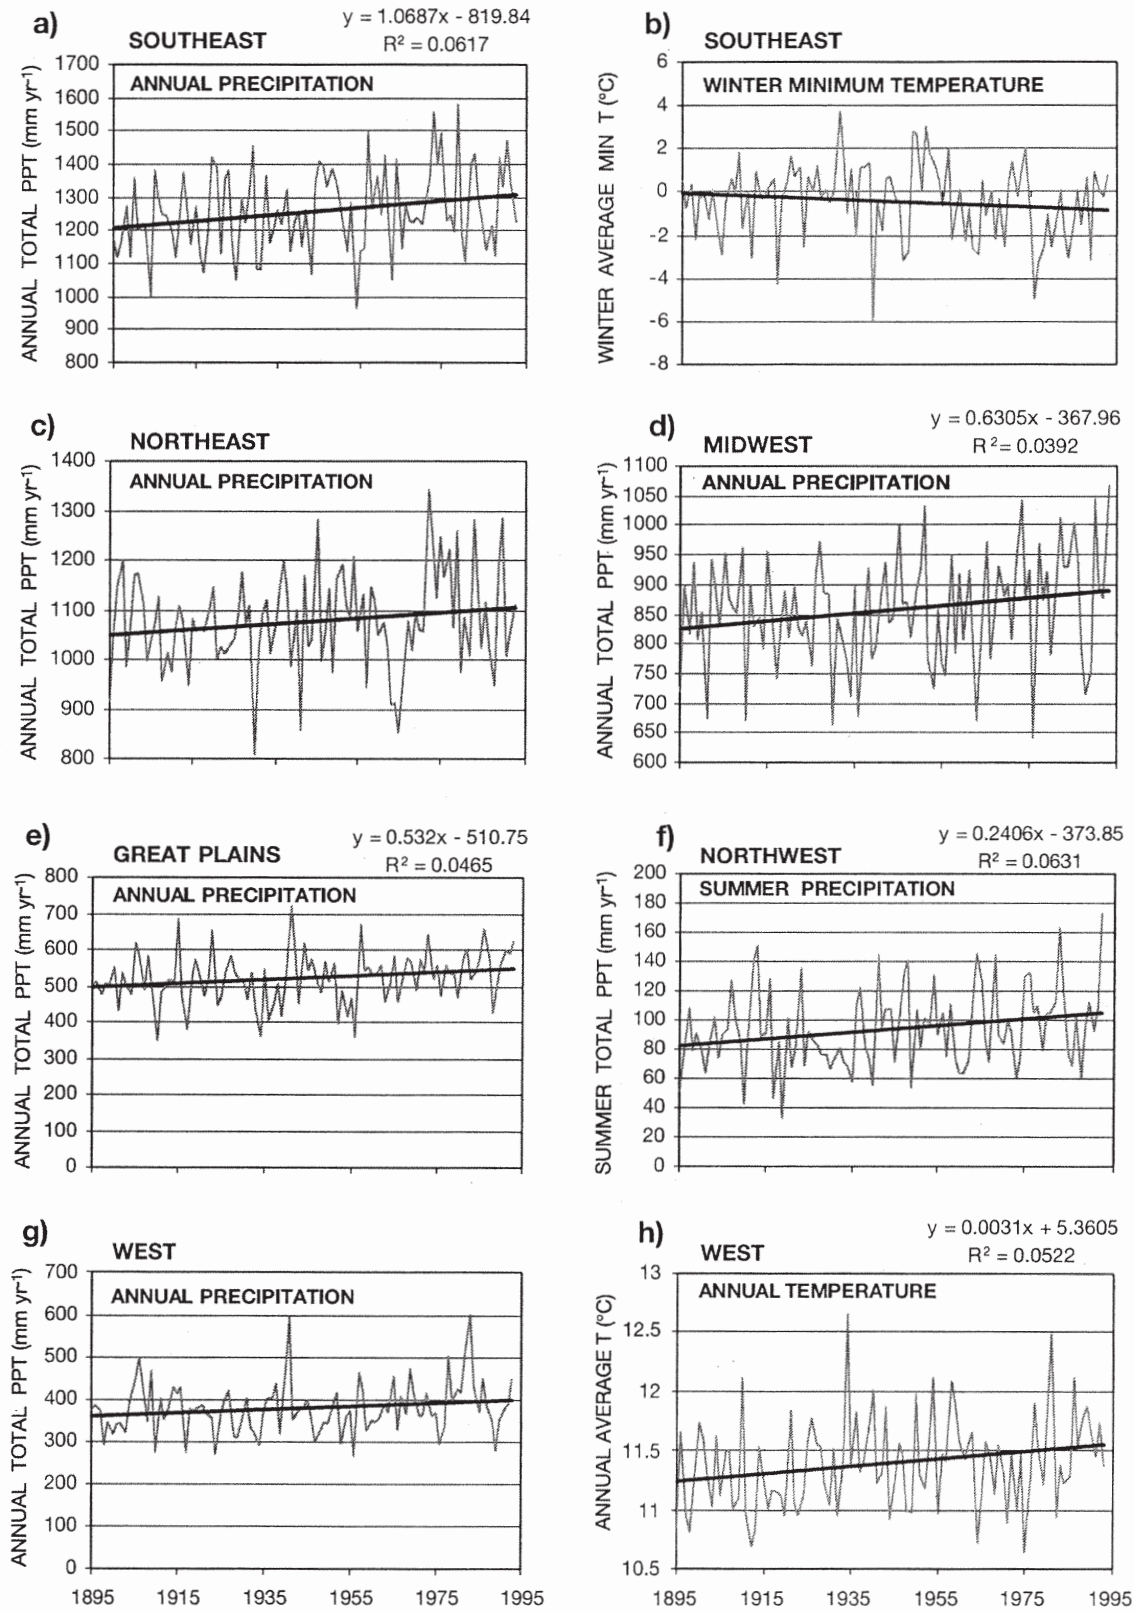 a)
y = 1.0687x - 819.84
SOUTHEAST
R² = 0.0617
ANNUAL PRECIPITATION
ANNUAL TOTAL PPT (mm yr⁻¹)
1700
1600
1500
1400
1300
1200
1100
1000
900
800
b)
SOUTHEAST
WINTER MINIMUM TEMPERATURE
WINTER AVERAGE MIN T (°C)
6
4
2
0
-2
-4
-6
-8
c)
NORTHEAST
ANNUAL PRECIPITATION
ANNUAL TOTAL PPT (mm yr⁻¹)
1400
1300
1200
1100
1000
900
800
d)
y = 0.6305x - 367.96
MIDWEST
R²= 0.0392
ANNUAL PRECIPITATION
ANNUAL TOTAL PPT (mm yr⁻¹)
1100
1050
1000
950
900
850
800
750
700
650
600
e)
y = 0.532x - 510.75
GREAT PLAINS
R² = 0.0465
ANNUAL PRECIPITATION
ANNUAL TOTAL PPT (mm yr⁻¹)
800
700
600
500
400
300
200
100
0
f)
y = 0.2406x - 373.85
NORTHWEST
R² = 0.0631
SUMMER PRECIPITATION
SUMMER TOTAL PPT (mm yr⁻¹)
200
180
160
140
120
100
80
60
40
20
0
g)
WEST
ANNUAL PRECIPITATION
ANNUAL TOTAL PPT (mm yr⁻¹)
700
600
500
400
300
200
100
0
1895 1915 1935 1955 1975 1995
h)
y = 0.0031x + 5.3605
WEST
R² = 0.0522
ANNUAL TEMPERATURE
ANNUAL AVERAGE T (°C)
13
12.5
12
11.5
11
10.5
1895 1915 1935 1955 1975 1995